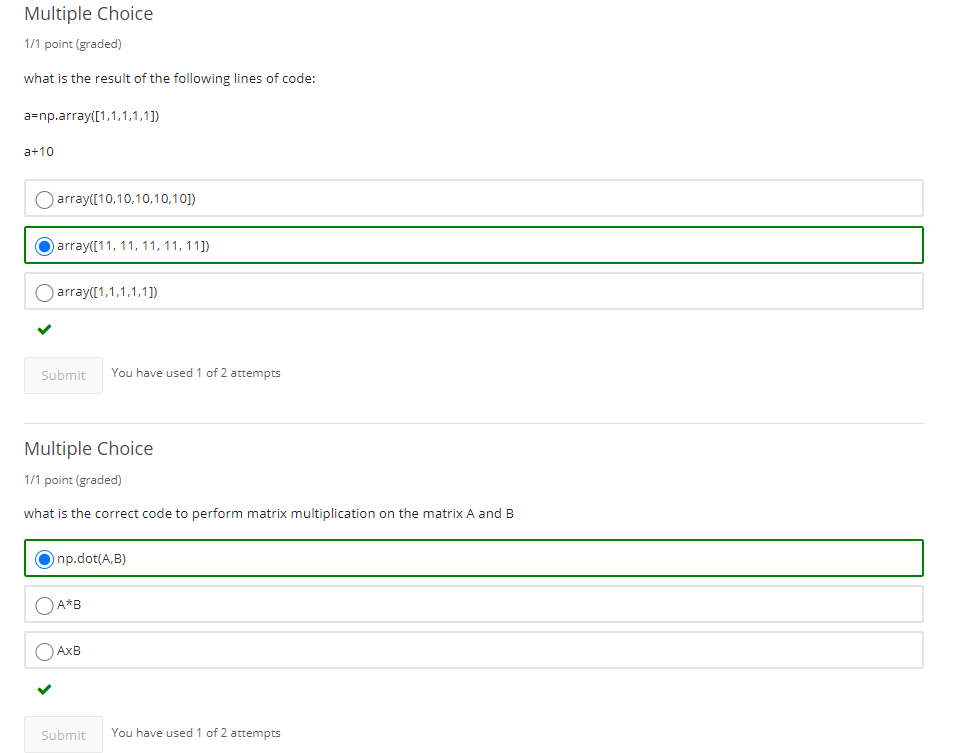 Multiple Choice
1/1 point (graded)
what is the result of the following lines of code:
a=np.array([1,1,1,1,1])
a+10
array([10,10,10,10,10])
array([11, 11, 11, 11, 11])
array([1,1,1,1,1])
Submit You have used 1 of 2 attempts
Multiple Choice
1/1 point (graded)
what is the correct code to perform matrix multiplication on the matrix A and B
np.dot(A,B)
A*B
AxB
Submit You have used 1 of 2 attempts